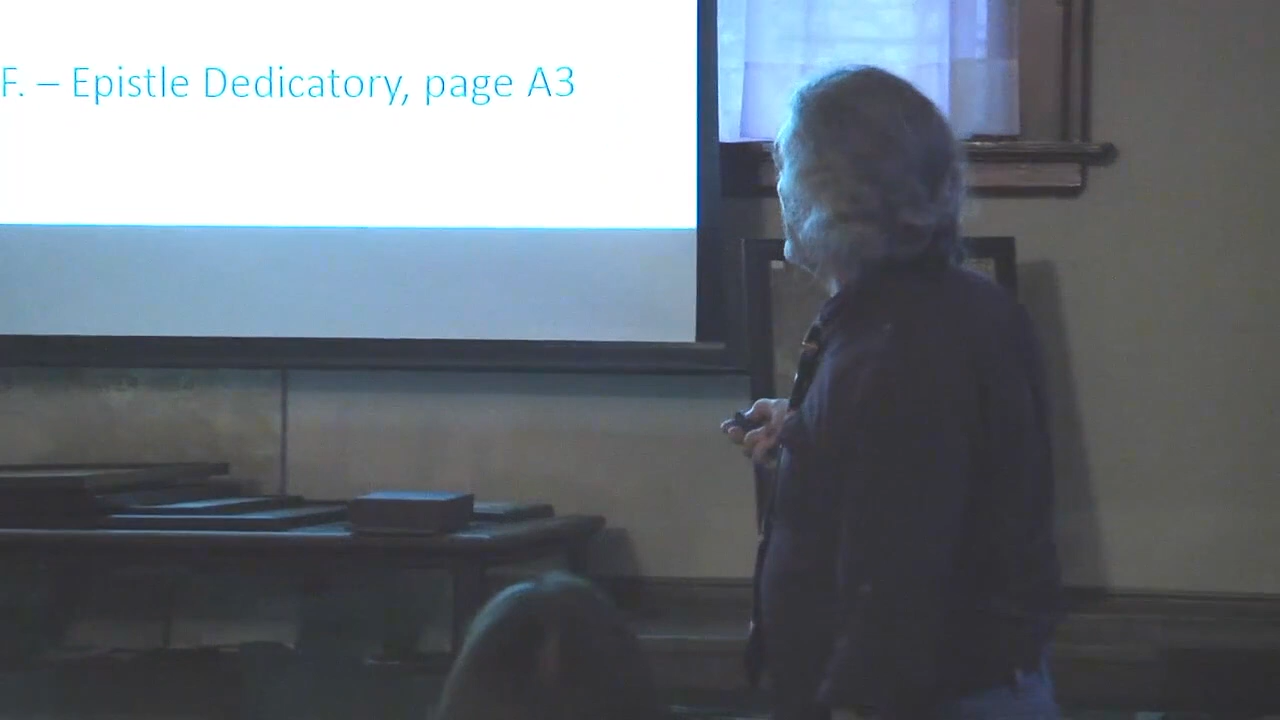 F. – Epistle Dedicatory, page A3